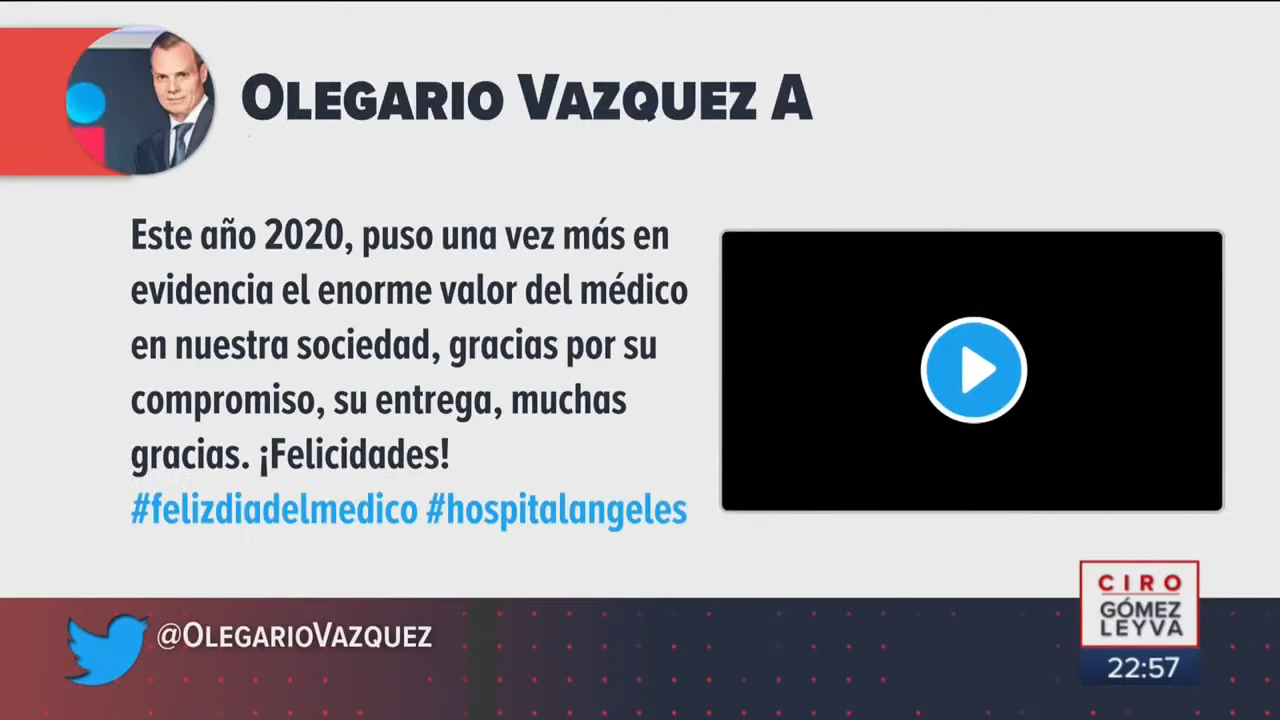 OLEGARIO VAZQUEZ A
Este año 2020, puso una vez más en
evidencia el enorme valor del médico
en nuestra sociedad, gracias por su
compromiso, su entrega, muchas
gracias. ¡Felicidades!
#felizdiadelmedico #hospitalangeles
@OLEGARIOVAZQUEZ
CIRO
GÓMEZ
LEYVA
22:57